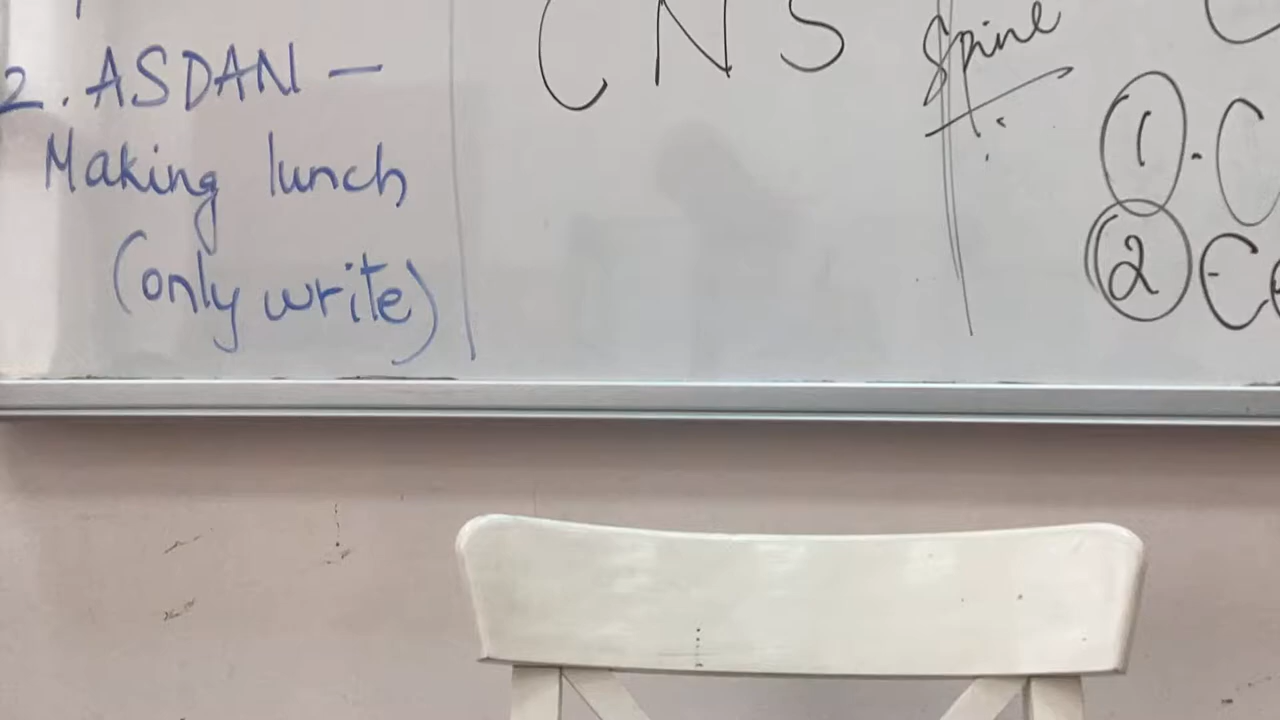 2. ASDAN –
Making lunch
(only write)
CNS
Spine
1.
2